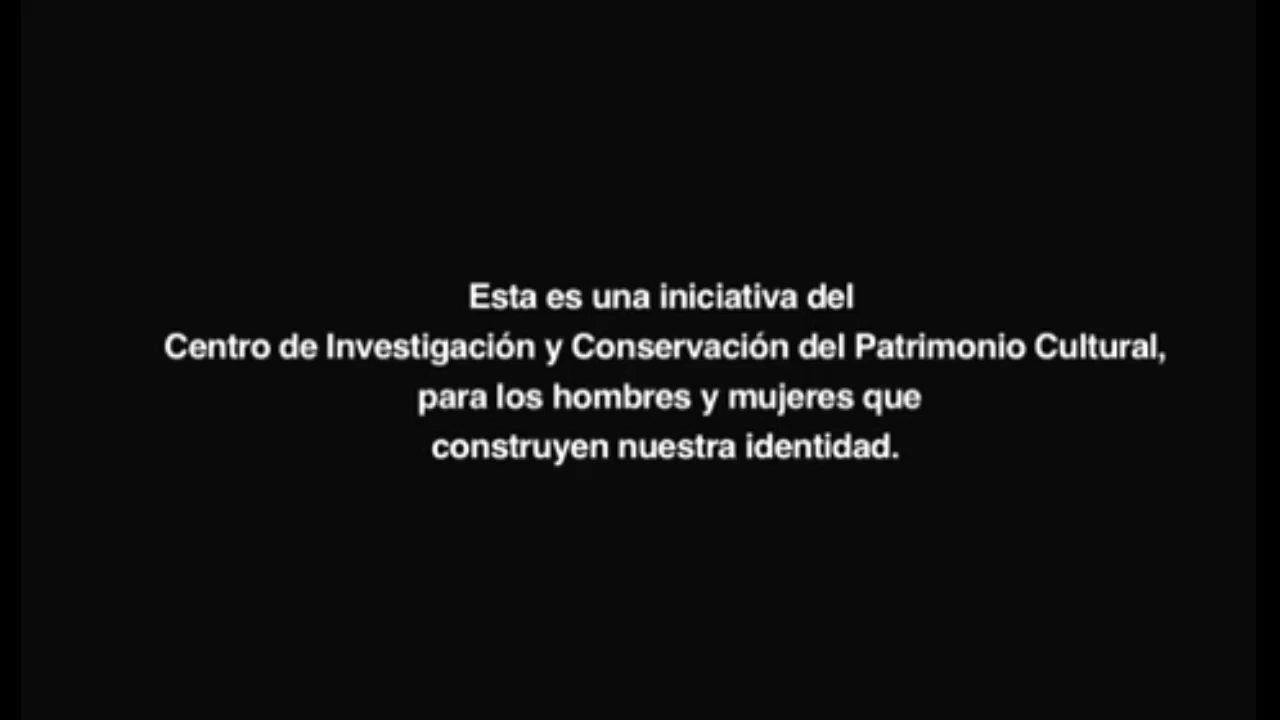 Esta es una iniciativa del
Centro de Investigación y Conservación del Patrimonio Cultural,
para los hombres y mujeres que
construyen nuestra identidad.